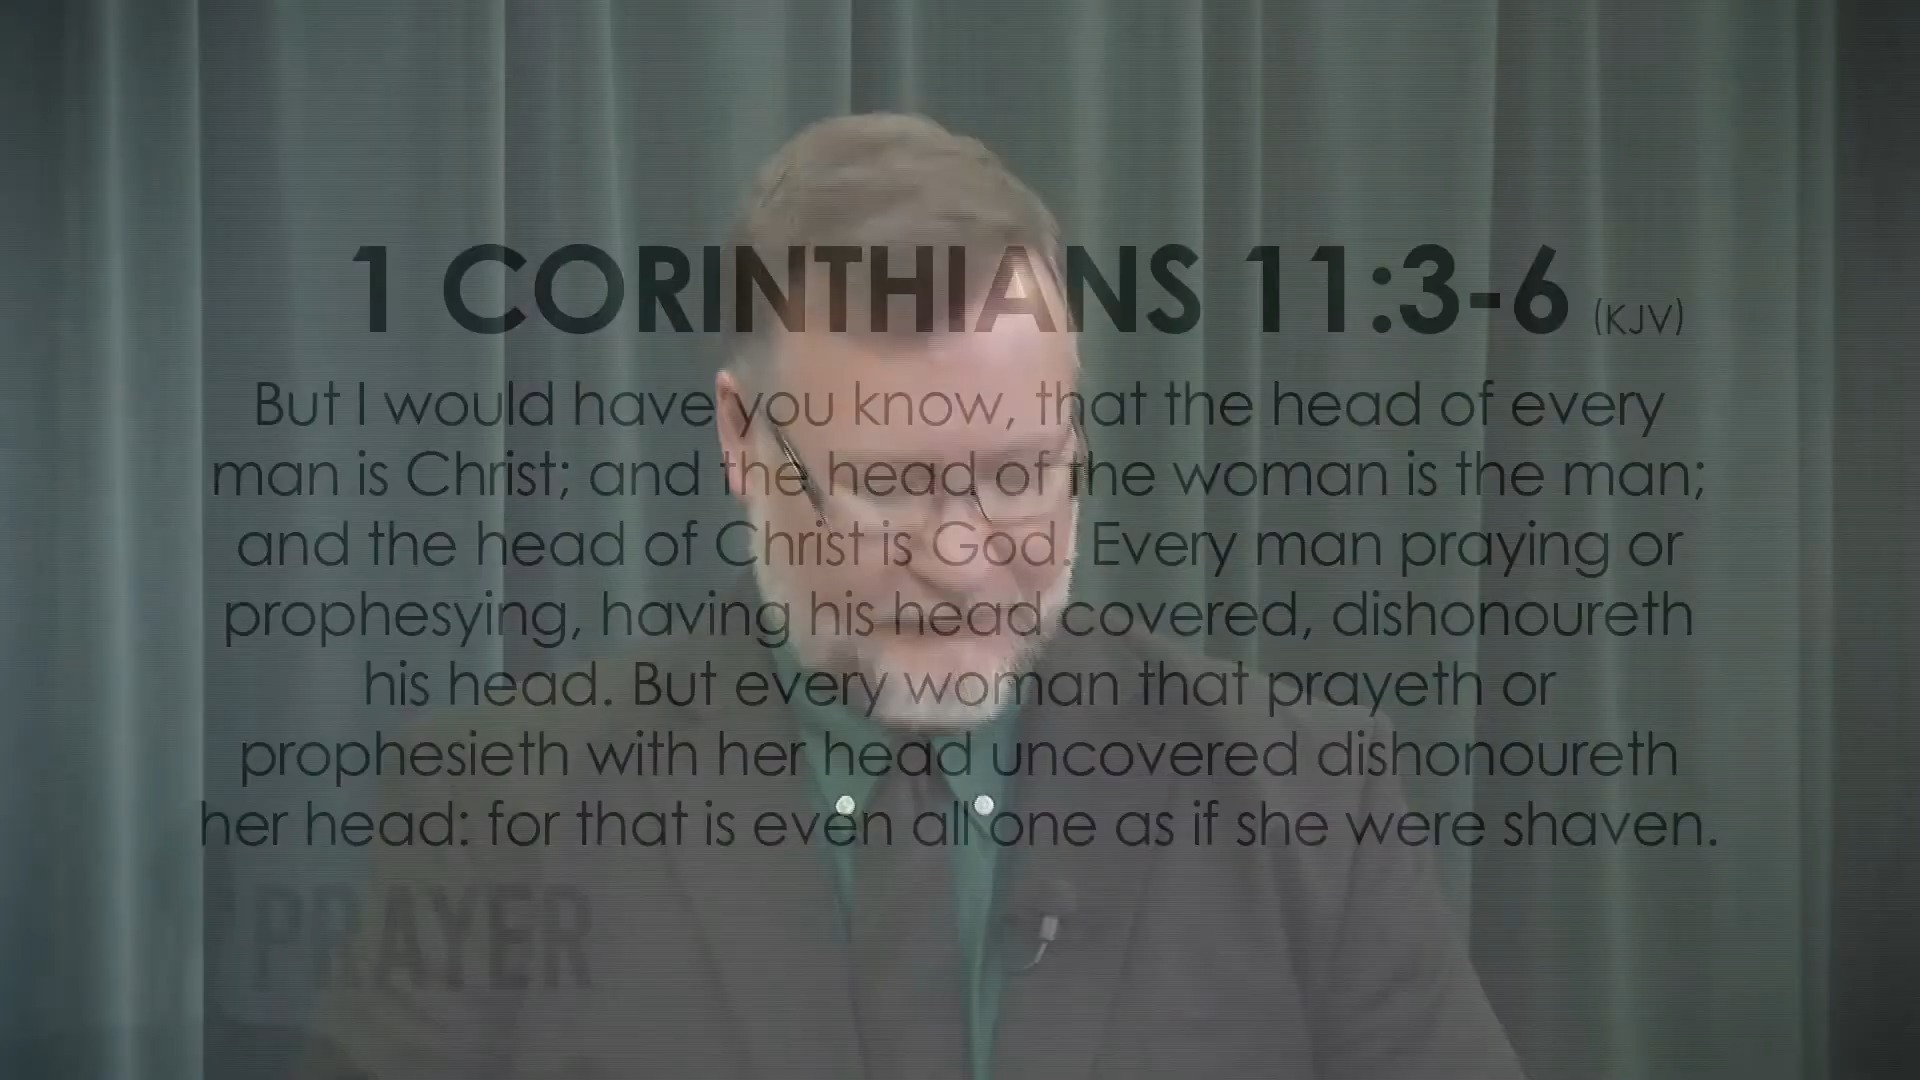 1 CORINTHIANS 11:3-6 (KJV)
But I would have you know, that the head of every
man is Christ; and the head of the woman is the man;
and the head of Christ is God. Every man praying or
prophesying, having his head covered, dishonoureth
his head. But every woman that prayeth or
prophesieth with her head uncovered dishonoureth
her head: for that is even all one as if she were shaven.
PRAYER